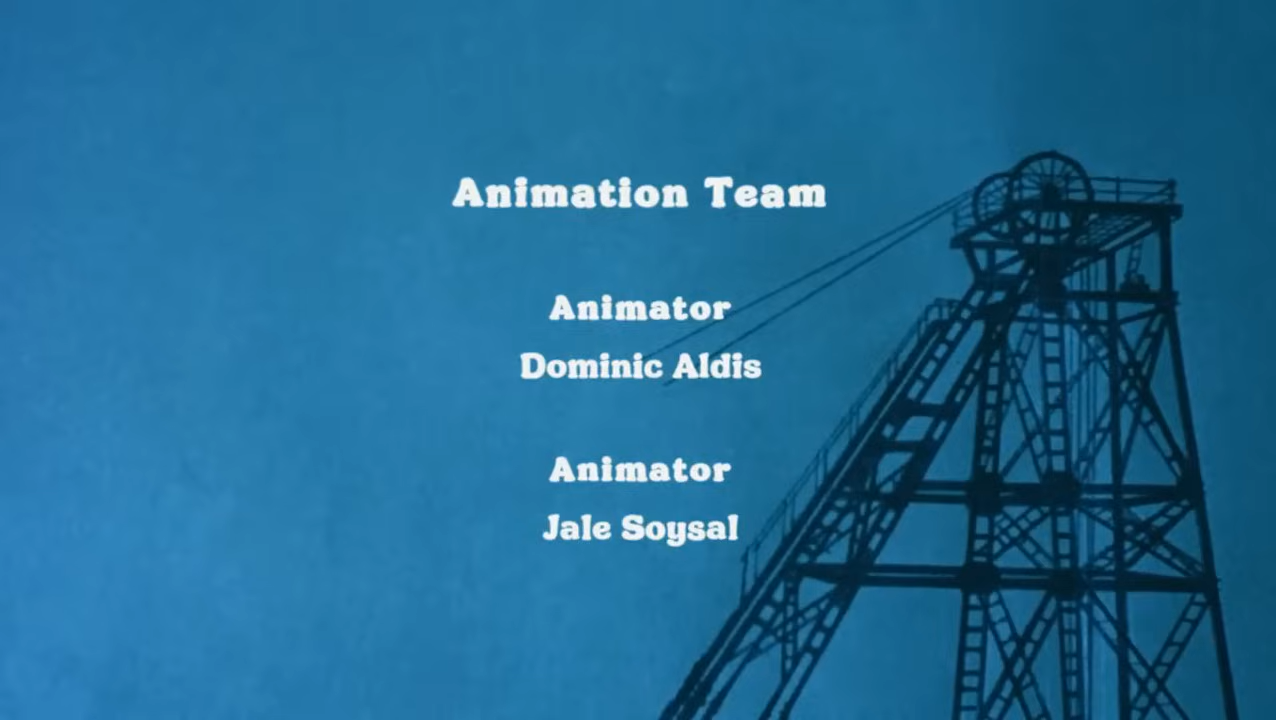 Animation Team
Animator
Dominic Aldis
Animator
Jale Soysal